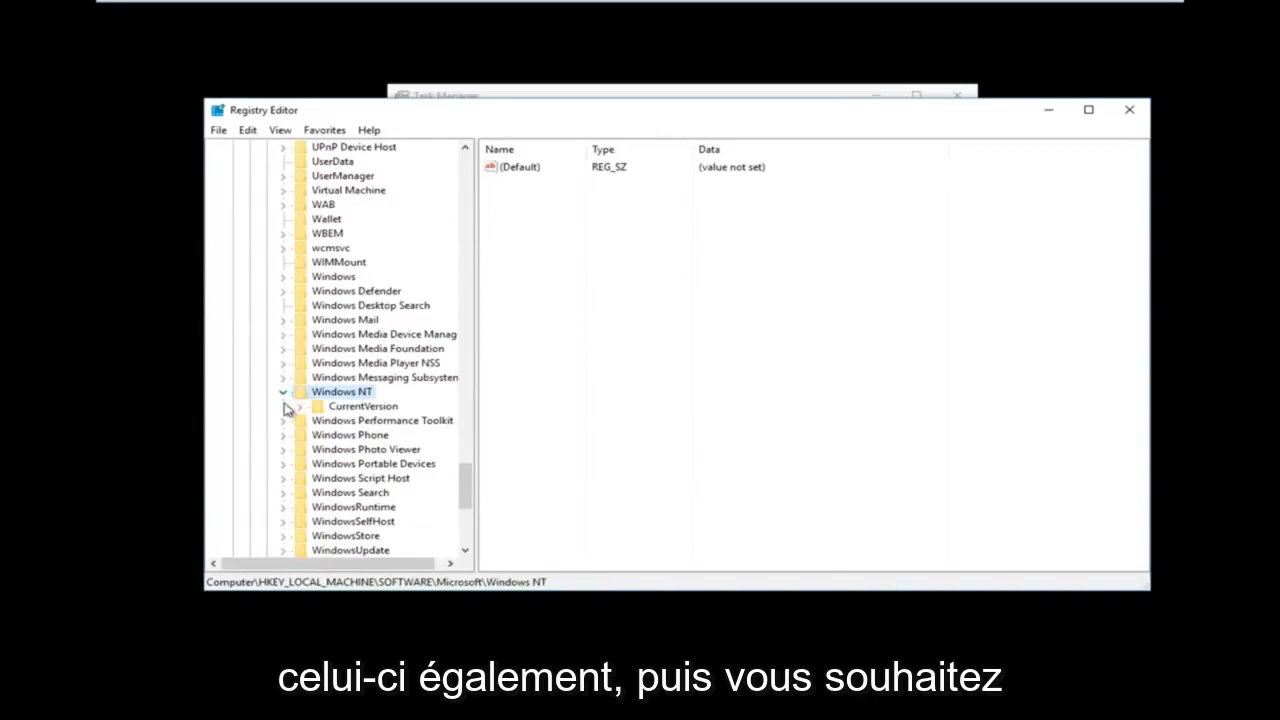 Task Manager
Registry Editor
File Edit View Favorites Help
UPnP Device Host
UserData
UserManager
Virtual Machine
WAB
Wallet
WBEM
wcmsvc
WIMMount
Windows
Windows Defender
Windows Desktop Search
Windows Mail
Windows Media Device Manag
Windows Media Foundation
Windows Media Player NSS
Windows Messaging Subsysten
Windows NT
CurrentVersion
Windows Performance Toolkit
Windows Phone
Windows Photo Viewer
Windows Portable Devices
Windows Script Host
Windows Search
WindowsRuntime
WindowsSelfHost
WindowsStore
WindowsUpdate
Name Type Data
ab (Default) REG_SZ (value not set)
Computer\HKEY_LOCAL_MACHINE\SOFTWARE\Microsoft\Windows NT
celui-ci également, puis vous souhaitez